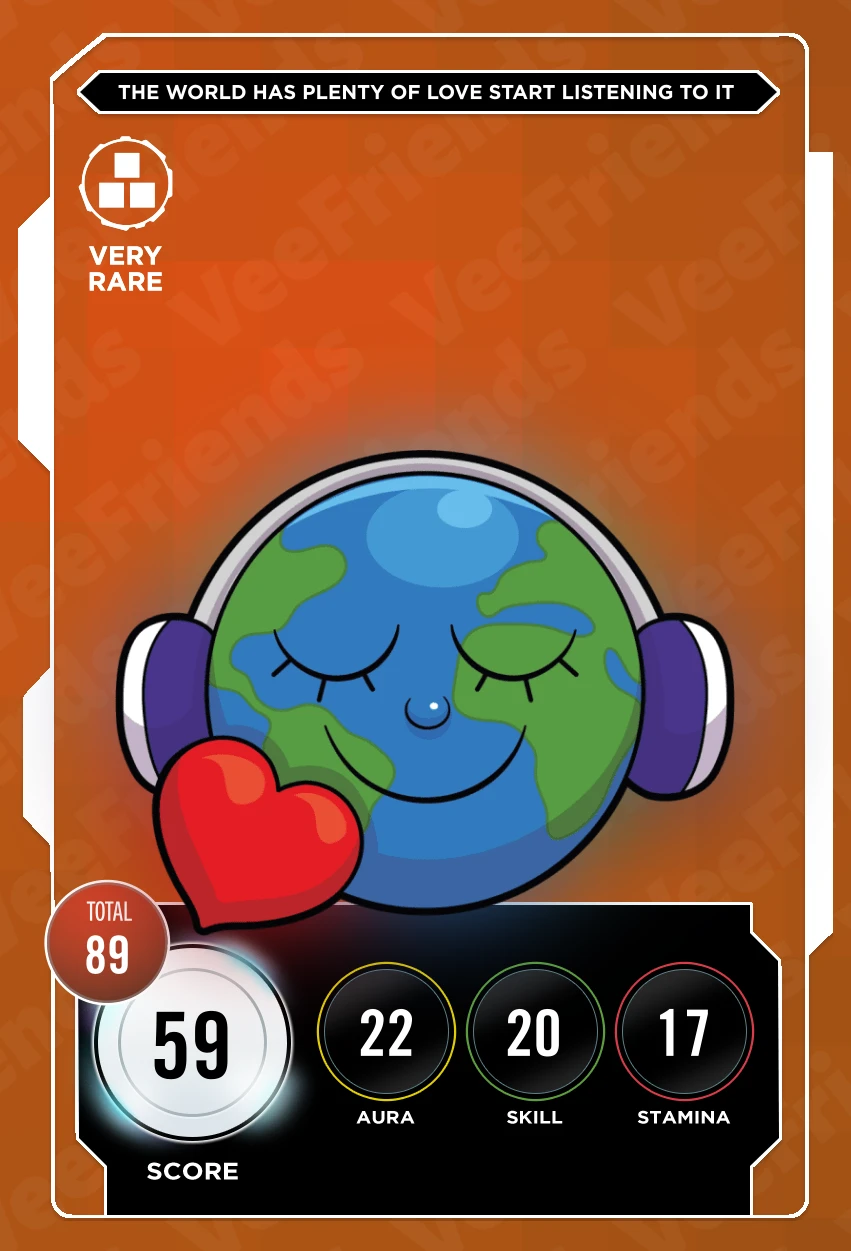 THE WORLD HAS PLENTY OF LOVE START LISTENING TO IT
VERY
RARE
VeeFriends
TOTAL
89
59
SCORE
22
AURA
20
SKILL
17
STAMINA